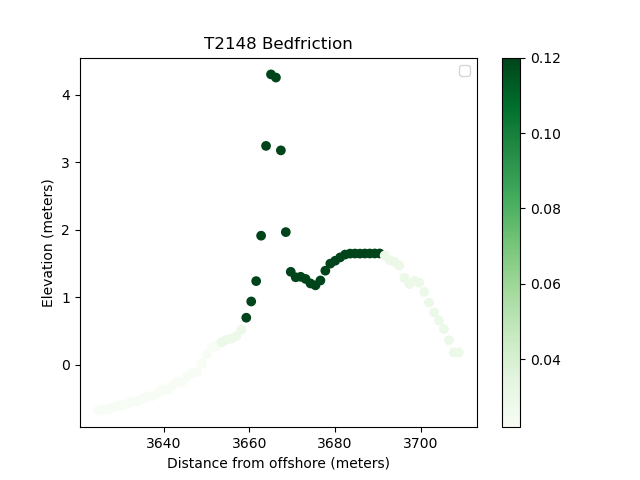 T2148 Bedfriction
Elevation (meters)
4
3
2
1
0
3640 3660 3680 3700
Distance from offshore (meters)
0.12
0.10
0.08
0.06
0.04